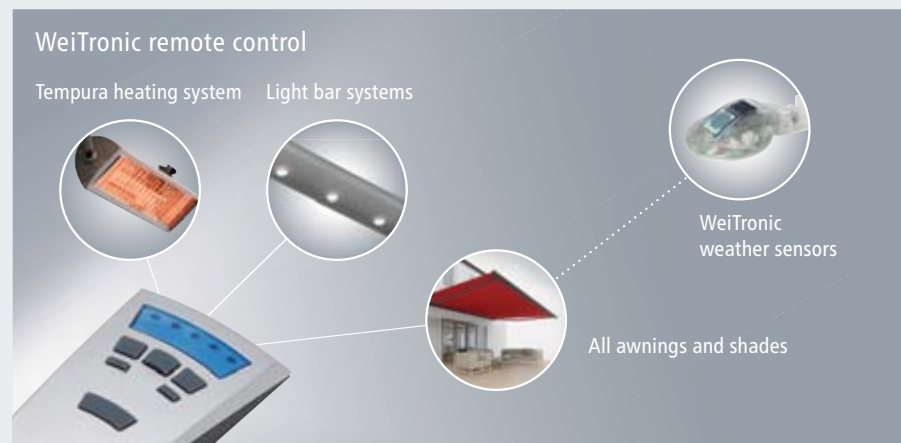 WeiTronic remote control
Tempura heating system
Light bar systems
WeiTronic
weather sensors
All awnings and shades